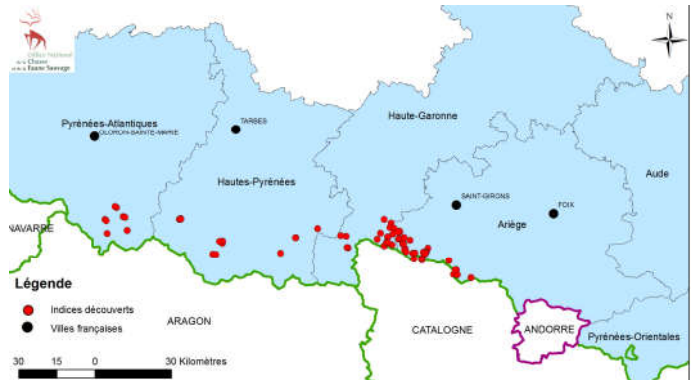 Office National
de la Chasse
et de la Faune Sauvage
N
Pyrénées-Atlantiques
OLORON-SAINTE-MARIE
TARBES
Haute-Garonne
Hautes-Pyrénées
SAINT-GIRONS
FOIX
Ariège
Aude
NAVARRE
Légende
Indices découverts
Villes françaises
ARAGON
CATALOGNE
ANDORRE
Pyrénées-Orientales
30 15 0 30 Kilomètres